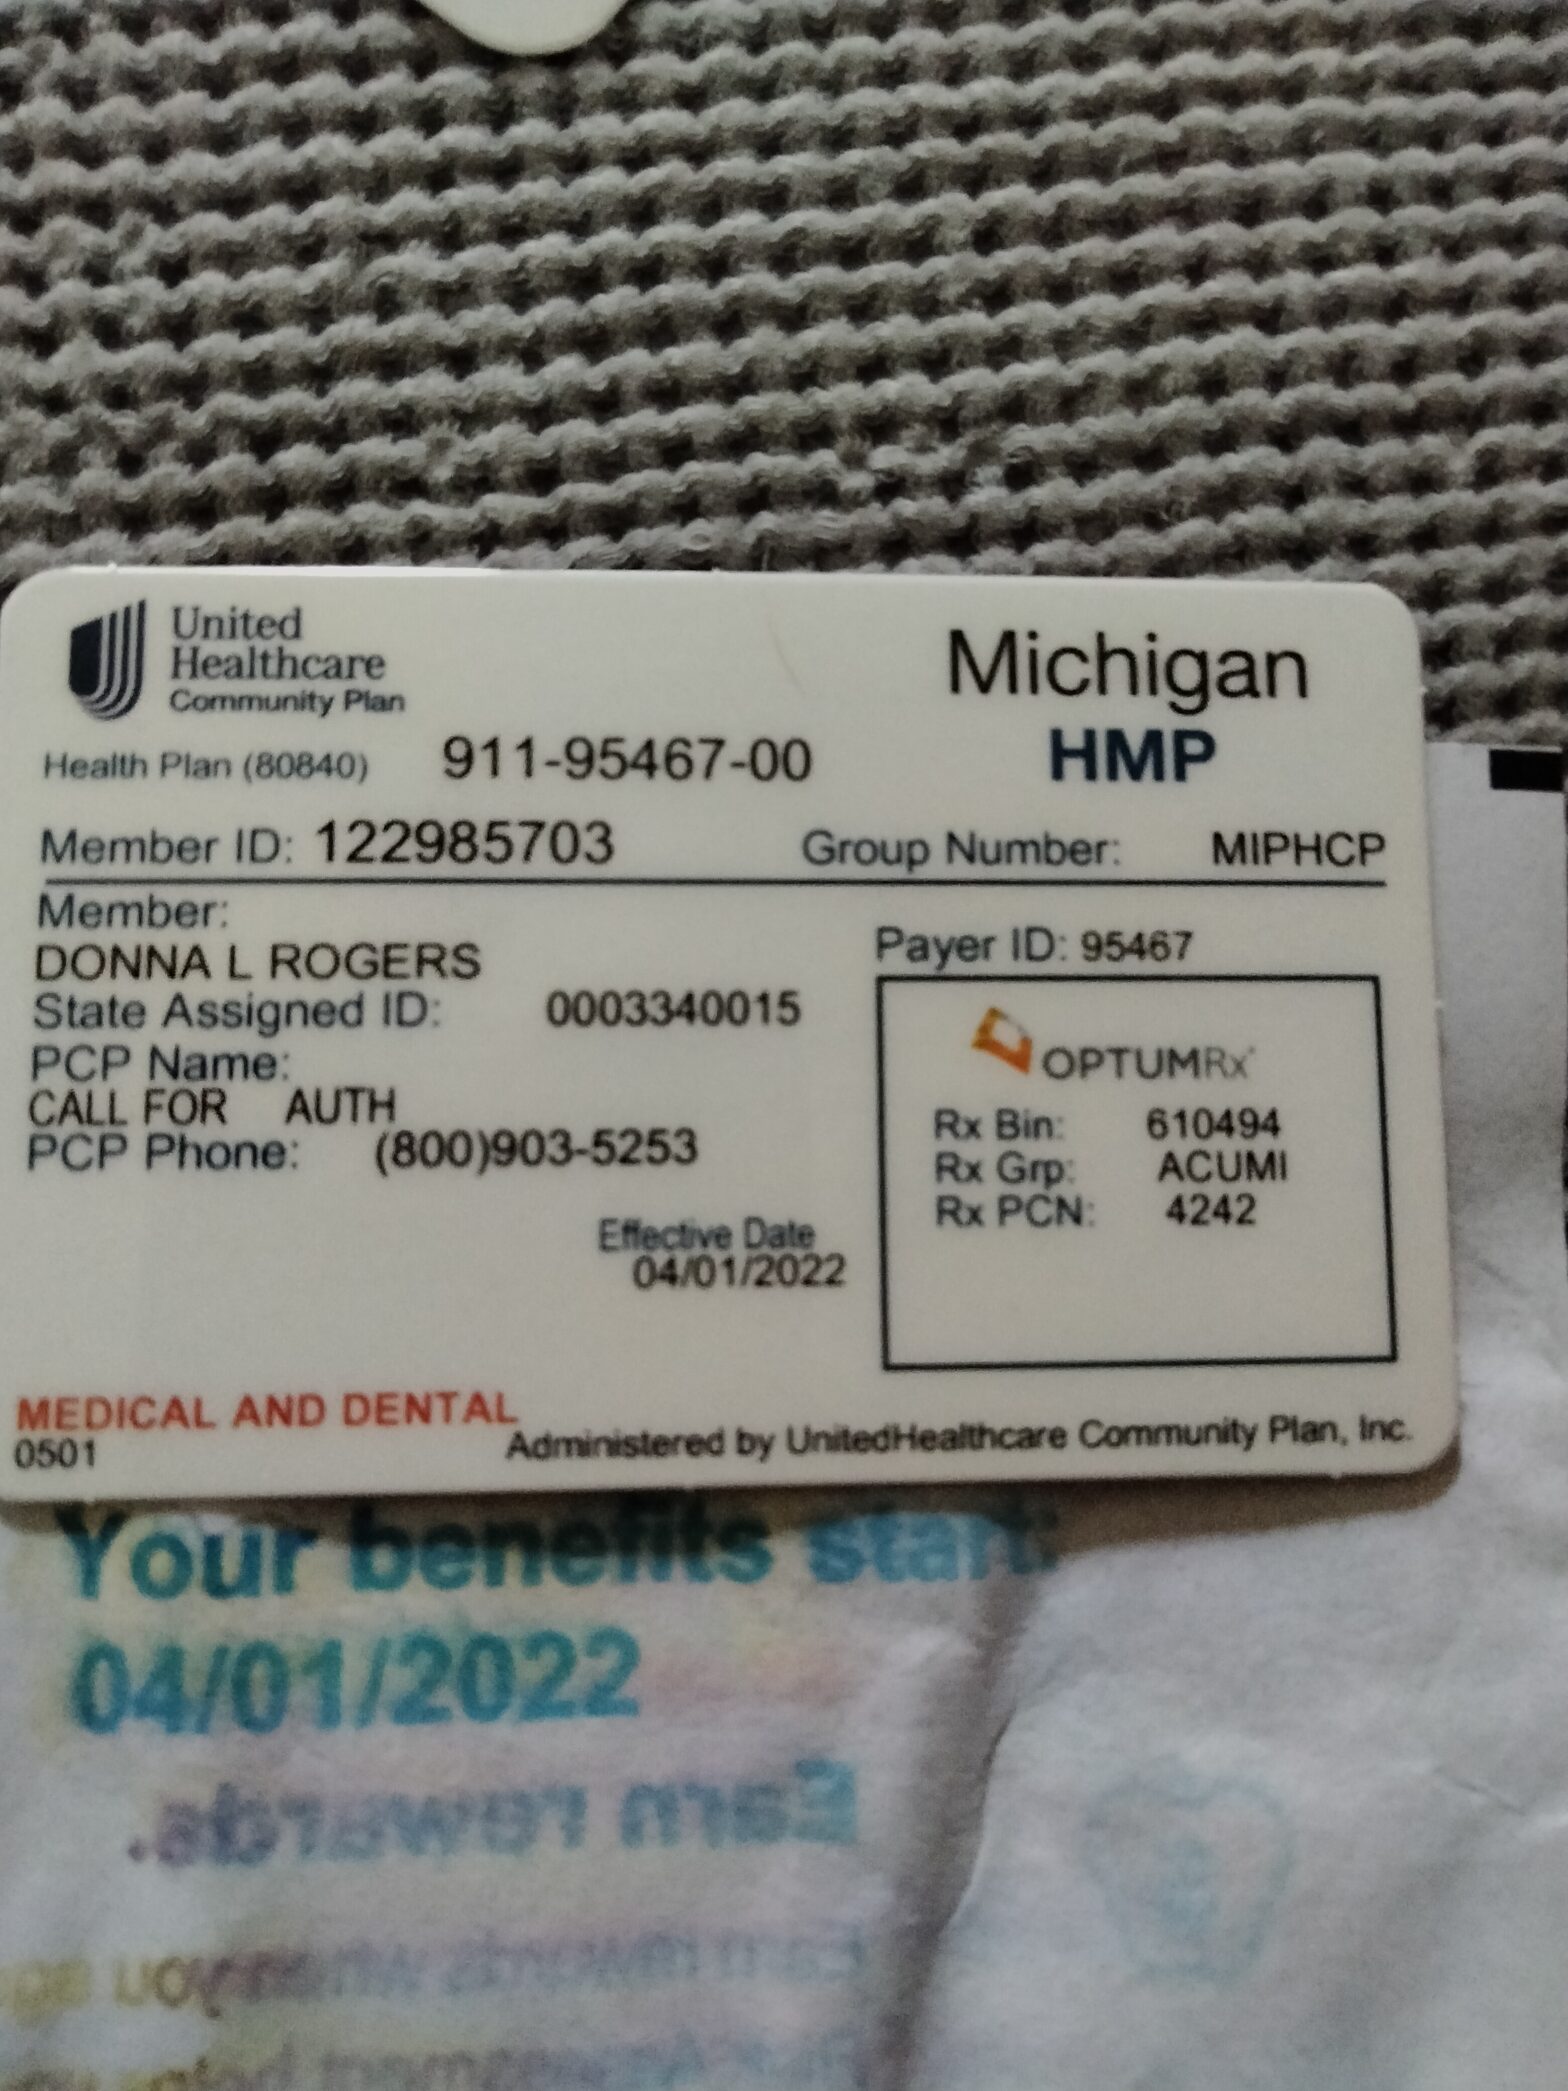 United
Healthcare
Community Plan
Michigan
HMP
Health Plan (80840) 911-95467-00
Member ID: 122985703 Group Number: MIPHCP
Member:
DONNA L ROGERS
State Assigned ID: 0003340015
PCP Name:
CALL FOR AUTH
PCP Phone: (800)903-5253
Effective Date
04/01/2022
Payer ID: 95467
OPTUMRx
Rx Bin: 610494
Rx Grp: ACUMI
Rx PCN: 4242
MEDICAL AND DENTAL
0501 Administered by UnitedHealthcare Community Plan, Inc.
Your benefits start:
04/01/2022
Earn rewards.